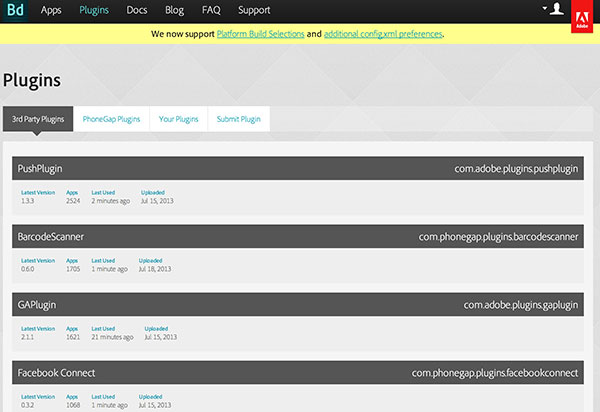 Bd Apps Plugins Docs Blog FAQ Support Adobe
We now support Platform Build Selections and additional config.xml preferences.
Plugins
3rd Party Plugins PhoneGap Plugins Your Plugins Submit Plugin
PushPlugin com.adobe.plugins.pushplugin
Latest Version Apps Last Used Uploaded
1.3.3 2524 2 minutes ago Jul 15, 2013
BarcodeScanner com.phonegap.plugins.barcodescanner
Latest Version Apps Last Used Uploaded
0.6.0 1705 1 minute ago Jul 18, 2013
GAPlugin com.adobe.plugins.gaplugin
Latest Version Apps Last Used Uploaded
2.1.1 1621 21 minutes ago Jul 15, 2013
Facebook Connect com.phonegap.plugins.facebookconnect
Latest Version Apps Last Used Uploaded
0.3.2 1068 1 minute ago Jul 15, 2013